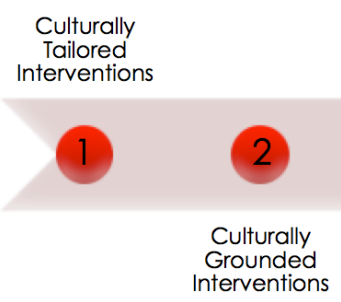 Culturally
Tailored
Interventions
1
2
Culturally
Grounded
Interventions